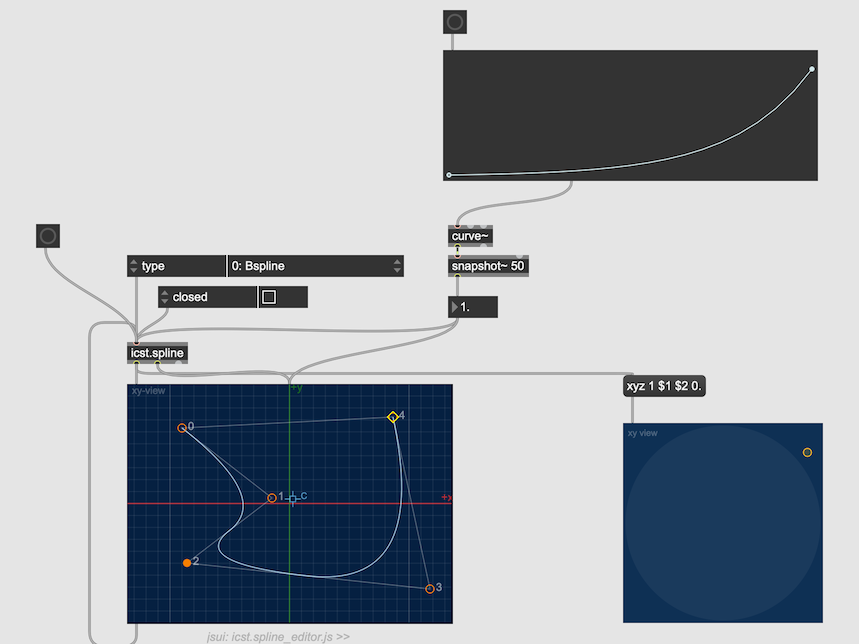 curve~
snapshot~ 50
type
0: Bspline
closed
1.
icst.spline
xyz 1 $1 $2 0.
xy-view
+y
xy view
0
4
1
C
+x
2
3
jsui: icst.spline_editor.js >>